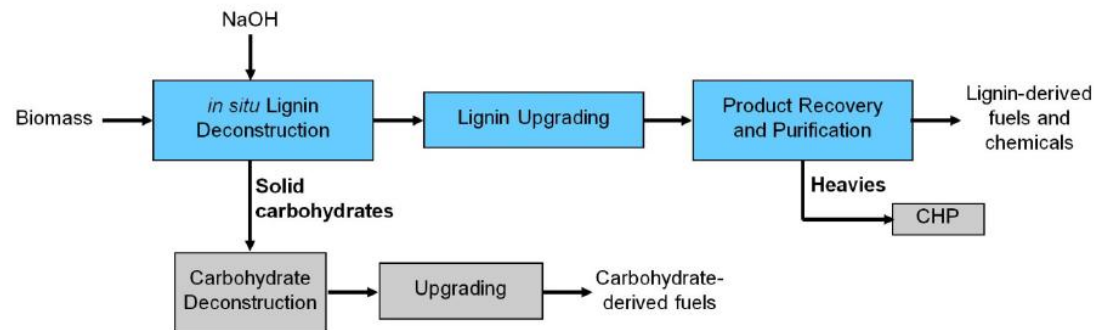 NaOH
Biomass
in situ Lignin
Deconstruction
Lignin Upgrading
Product Recovery
and Purification
Lignin-derived
fuels and
chemicals
Solid
carbohydrates
Heavies
CHP
Carbohydrate
Deconstruction
Upgrading
Carbohydrate-
derived fuels